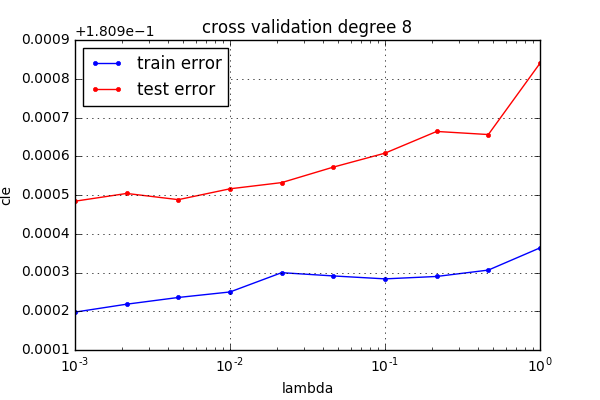 cross validation degree 8
+1.809e−1
0.0009
0.0008
0.0007
0.0006
0.0005
0.0004
0.0003
0.0002
0.0001
cle
train error
test error
10^-3
10^-2
10^-1
10^0
lambda